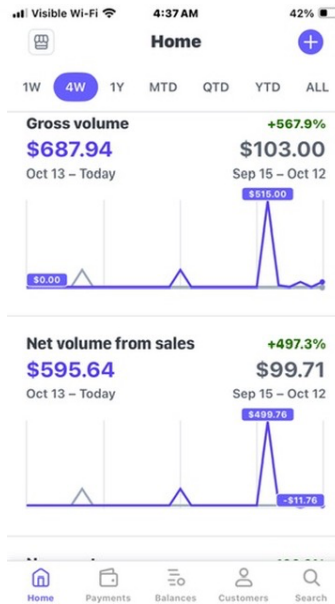 Visible Wi-Fi 4:37 AM 42%
Home
1W 4W 1Y MTD QTD YTD ALL
Gross volume +567.9%
$687.94 $103.00
Oct 13 – Today Sep 15 – Oct 12
$515.00
$0.00
Net volume from sales +497.3%
$595.64 $99.71
Oct 13 – Today Sep 15 – Oct 12
$499.76
-$11.76
Home Payments Balances Customers Search